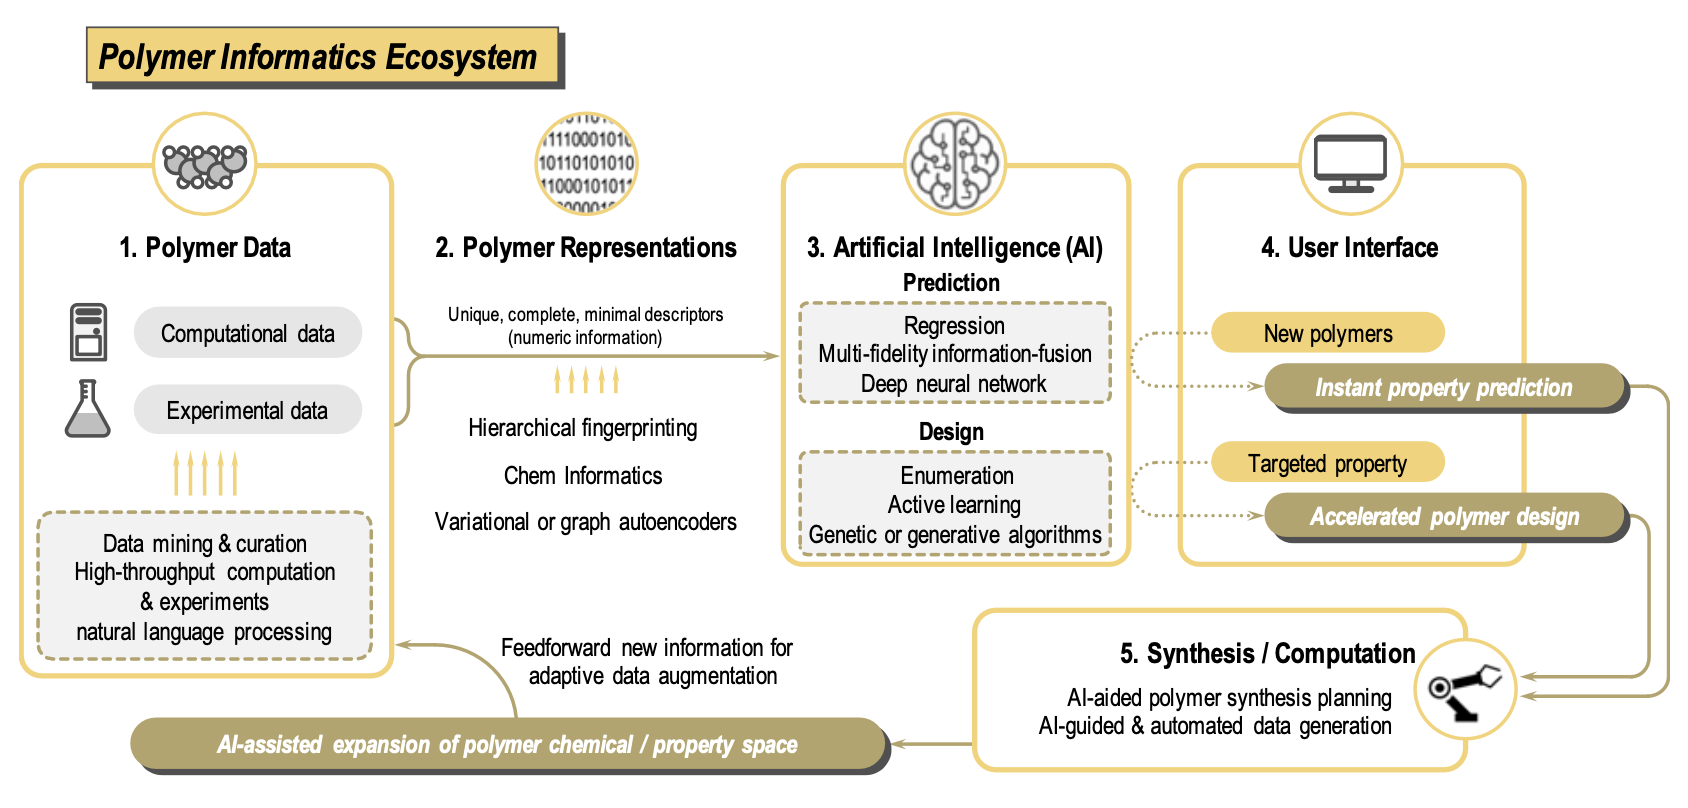 Polymer Informatics Ecosystem
1. Polymer Data
Computational data
Experimental data
Data mining & curation
High-throughput computation
& experiments
natural language processing
2. Polymer Representations
Unique, complete, minimal descriptors
(numeric information)
Hierarchical fingerprinting
Chem Informatics
Variational or graph autoencoders
3. Artificial Intelligence (AI)
Prediction
Regression
Multi-fidelity information-fusion
Deep neural network
Design
Enumeration
Active learning
Genetic or generative algorithms
4. User Interface
New polymers
Instant property prediction
Targeted property
Accelerated polymer design
5. Synthesis / Computation
AI-aided polymer synthesis planning
AI-guided & automated data generation
Feedforward new information for
adaptive data augmentation
AI-assisted expansion of polymer chemical / property space